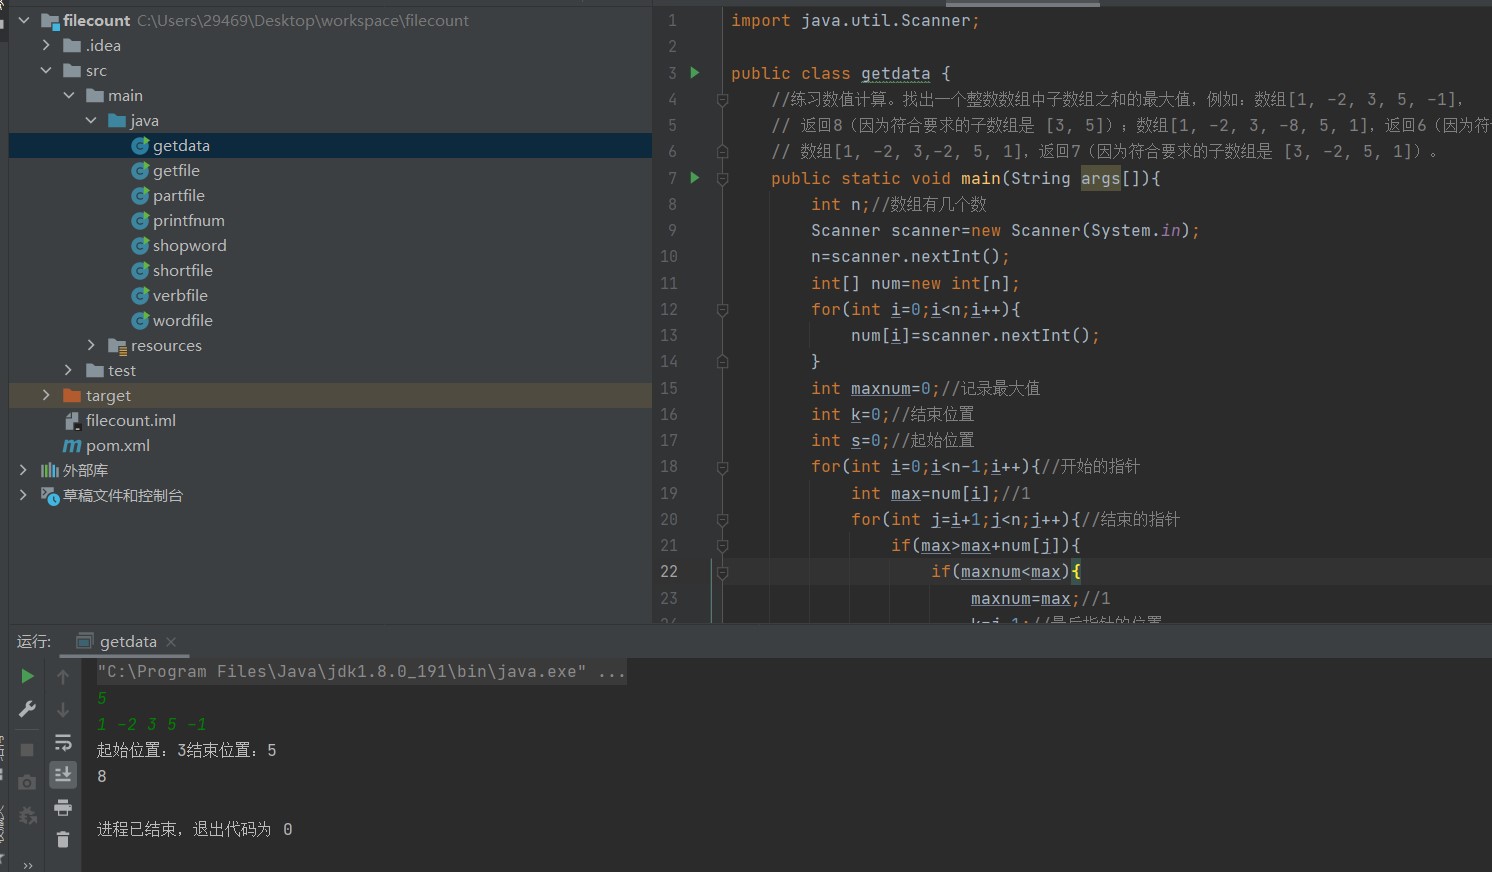 filecount C:\Users\29469\Desktop\workspace\filecount
.idea
src
main
java
getdata
getfile
partfile
printfnum
shopword
shortfile
verbfile
wordfile
resources
test
target
filecount.iml
pom.xml
外部库
草稿文件和控制台
1 import java.util.Scanner;
2
3 public class getdata {
4 //练习数值计算。找出一个整数数组中子数组之和的最大值，例如：数组[1, -2, 3, 5, -1]，
5 // 返回8（因为符合要求的子数组是 [3, 5]）；数组[1, -2, 3, -8, 5, 1]，返回6（因为符
6 // 数组[1, -2, 3,-2, 5, 1]，返回7（因为符合要求的子数组是 [3, -2, 5, 1]）。
7 public static void main(String args[]){
8 int n;//数组有几个数
9 Scanner scanner=new Scanner(System.in);
10 n=scanner.nextInt();
11 int[] num=new int[n];
12 for(int i=0;i<n;i++){
13 num[i]=scanner.nextInt();
14 }
15 int maxnum=0;//记录最大值
16 int k=0;//结束位置
17 int s=0;//起始位置
18 for(int i=0;i<n-1;i++){//开始的指针
19 int max=num[i];//1
20 for(int j=i+1;j<n;j++){//结束的指针
21 if(max>max+num[j]){
22 if(maxnum<max){
23 maxnum=max;//1
运行: getdata
"C:\Program Files\Java\jdk1.8.0_191\bin\java.exe" ...
5
1 -2 3 5 -1
起始位置：3结束位置：5
8
进程已结束，退出代码为 0